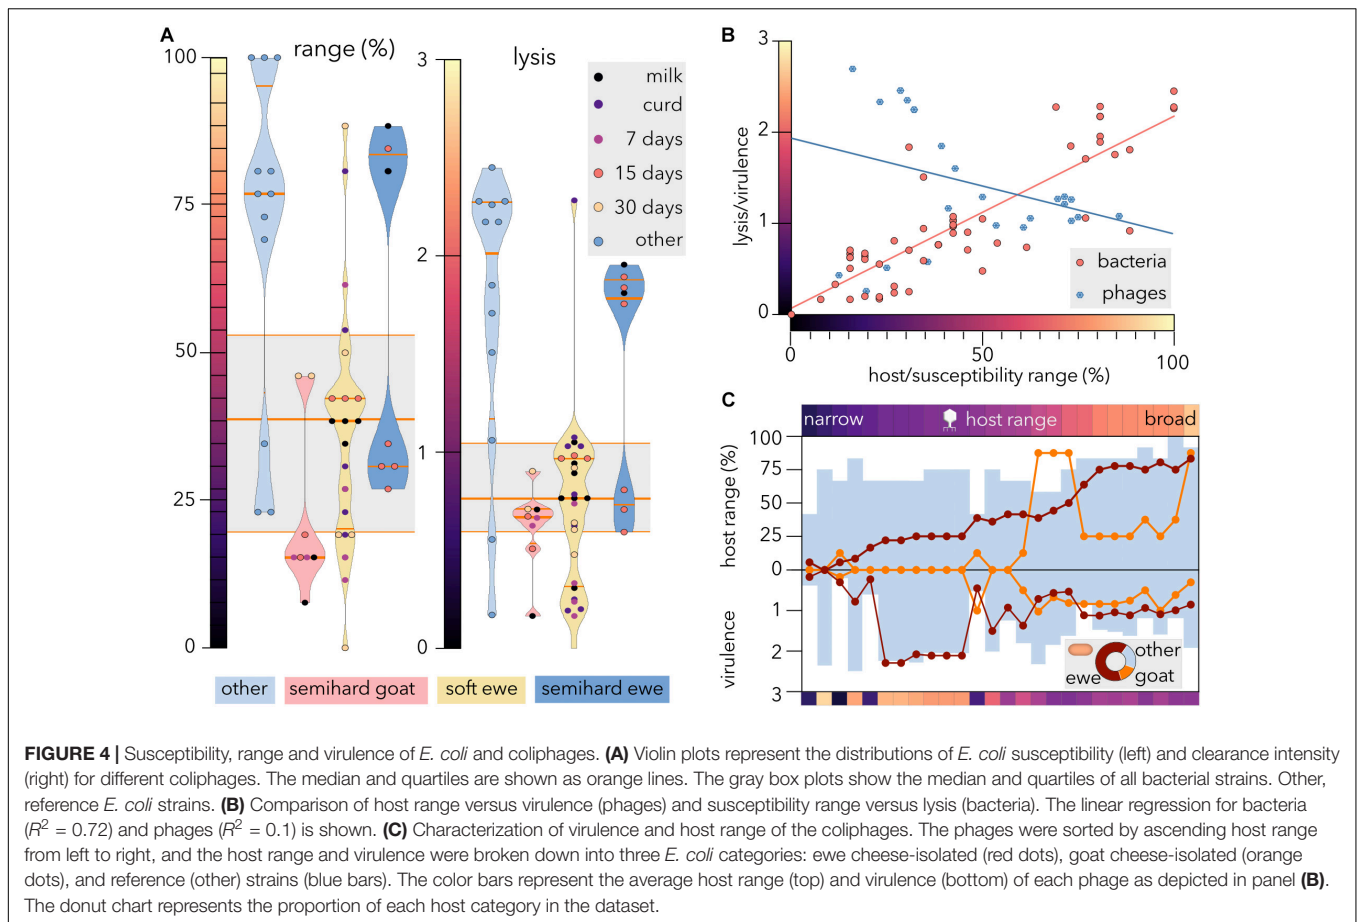 A
range (%)
lysis
100
75
50
25
0
3
2
1
0
milk
curd
7 days
15 days
30 days
other
other
semihard goat
soft ewe
semihard ewe
B
lysis/virulence
3
2
1
0
bacteria
phages
0
50
100
host/susceptibility range (%)
C
narrow
host range
broad
host range (%)
100
75
50
25
0
virulence
1
2
3
other
ewe
goat
FIGURE 4 | Susceptibility, range and virulence of E. coli and coliphages. (A) Violin plots represent the distributions of E. coli susceptibility (left) and clearance intensity
(right) for different coliphages. The median and quartiles are shown as orange lines. The gray box plots show the median and quartiles of all bacterial strains. Other,
reference E. coli strains. (B) Comparison of host range versus virulence (phages) and susceptibility range versus lysis (bacteria). The linear regression for bacteria
(R² = 0.72) and phages (R² = 0.1) is shown. (C) Characterization of virulence and host range of the coliphages. The phages were sorted by ascending host range
from left to right, and the host range and virulence were broken down into three E. coli categories: ewe cheese-isolated (red dots), goat cheese-isolated (orange
dots), and reference (other) strains (blue bars). The color bars represent the average host range (top) and virulence (bottom) of each phage as depicted in panel (B).
The donut chart represents the proportion of each host category in the dataset.